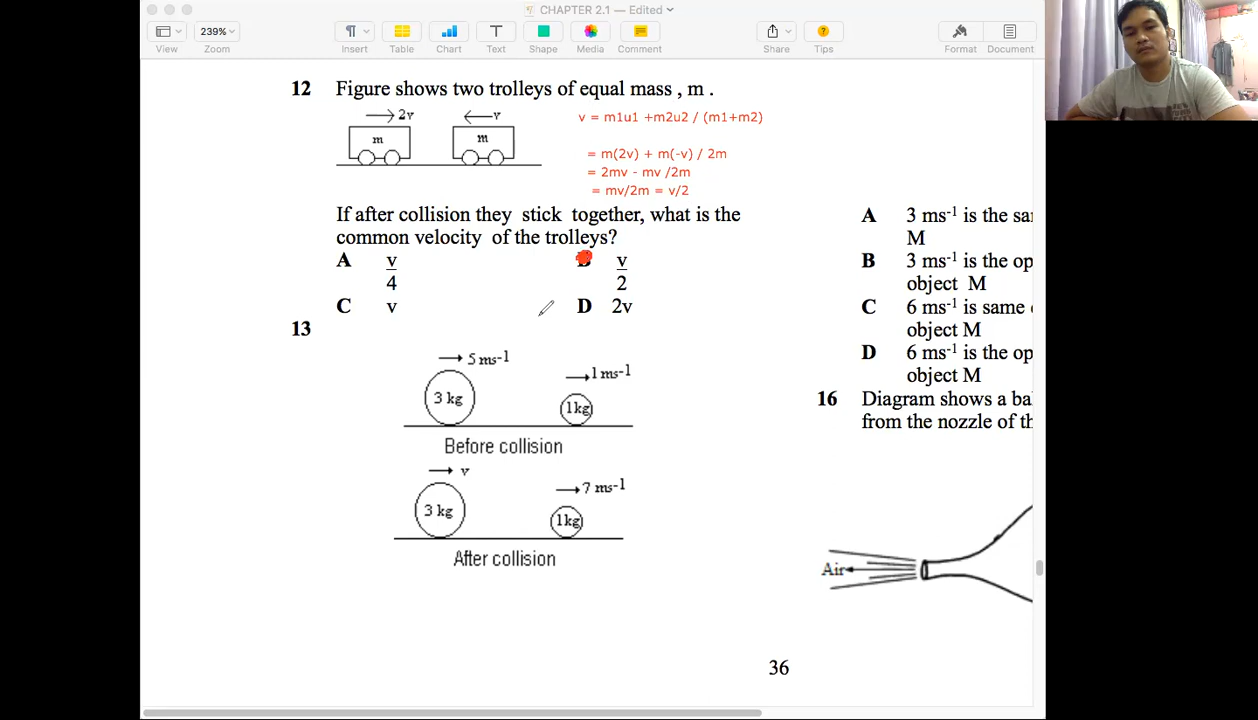 CHAPTER 2.1 — Edited
239%
View Zoom Insert Table Chart Text Shape Media Comment Share Tips Format Document
12 Figure shows two trolleys of equal mass , m .
2v v
m m
v = m1u1 +m2u2 / (m1+m2)
= m(2v) + m(-v) / 2m
= 2mv - mv /2m
= mv/2m = v/2
If after collision they stick together, what is the
common velocity of the trolleys?
A v/4 B v/2
C v D 2v
13
5 ms-1
1 ms-1
3 kg 1kg
Before collision
v
7 ms-1
3 kg 1kg
After collision
A 3 ms-1 is the sa
M
B 3 ms-1 is the op
object M
C 6 ms-1 is same
object M
D 6 ms-1 is the op
object M
16 Diagram shows a ba
from the nozzle of th
Air
36